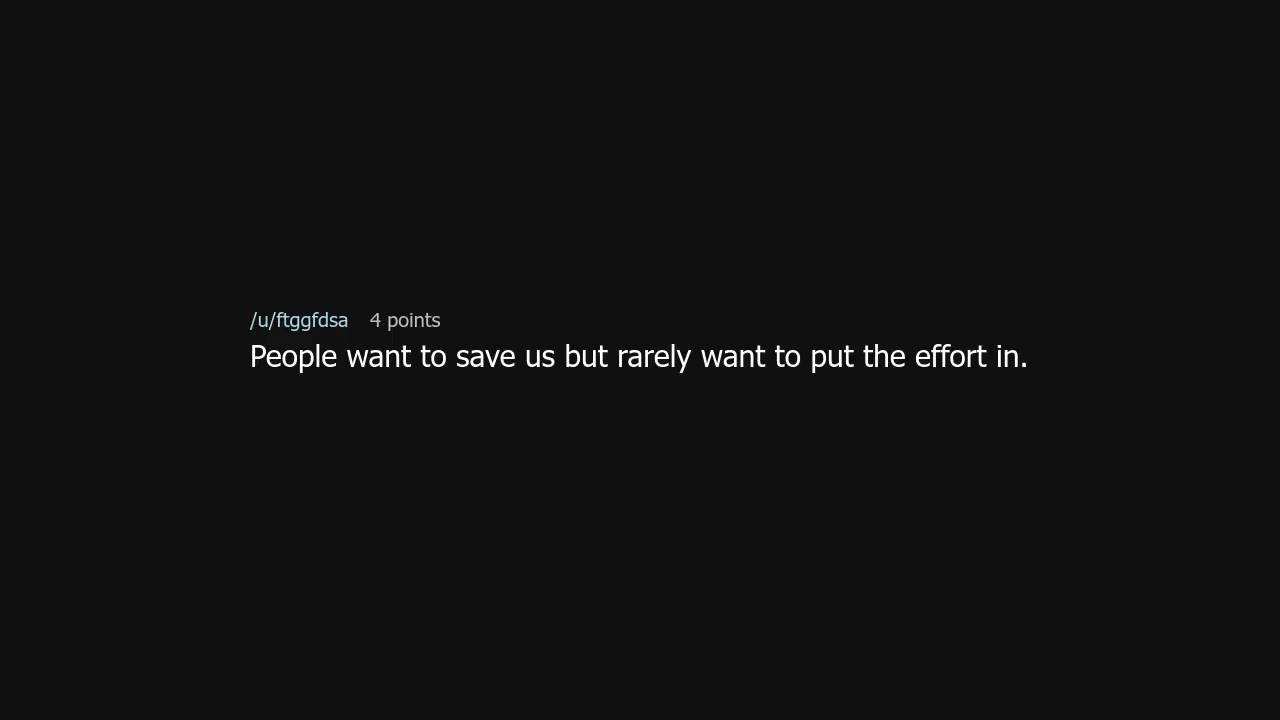 /u/ftggfdsa 4 points
People want to save us but rarely want to put the effort in.